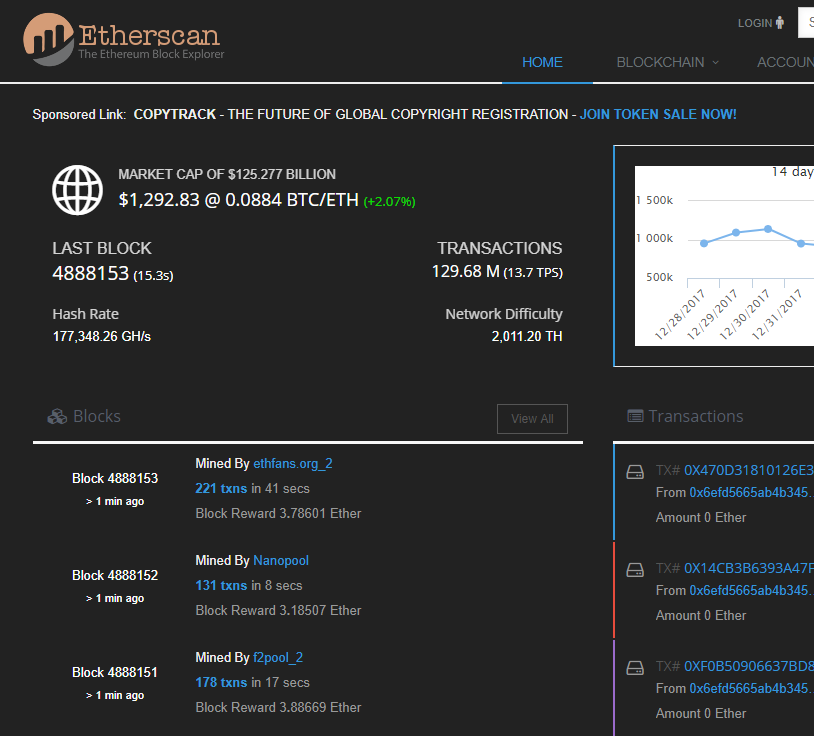 Etherscan
The Ethereum Block Explorer
LOGIN
HOME
BLOCKCHAIN
ACCOUN
Sponsored Link: COPYTRACK - THE FUTURE OF GLOBAL COPYRIGHT REGISTRATION - JOIN TOKEN SALE NOW!
MARKET CAP OF $125.277 BILLION
$1,292.83 @ 0.0884 BTC/ETH (+2.07%)
LAST BLOCK
4888153 (15.3s)
TRANSACTIONS
129.68 M (13.7 TPS)
Hash Rate
177,348.26 GH/s
Network Difficulty
2,011.20 TH
14 day
1 500k
1 000k
500k
12/28/2017
12/29/2017
12/30/2017
12/31/2017
Blocks
View All
Block 4888153
> 1 min ago
Mined By ethfans.org_2
221 txns in 41 secs
Block Reward 3.78601 Ether
Block 4888152
> 1 min ago
Mined By Nanopool
131 txns in 8 secs
Block Reward 3.18507 Ether
Block 4888151
> 1 min ago
Mined By f2pool_2
178 txns in 17 secs
Block Reward 3.88669 Ether
Transactions
TX# 0X470D31810126E3
From 0x6efd5665ab4b345..
Amount 0 Ether
TX# 0X14CB3B6393A47F
From 0x6efd5665ab4b345..
Amount 0 Ether
TX# 0XF0B50906637BD8
From 0x6efd5665ab4b345..
Amount 0 Ether